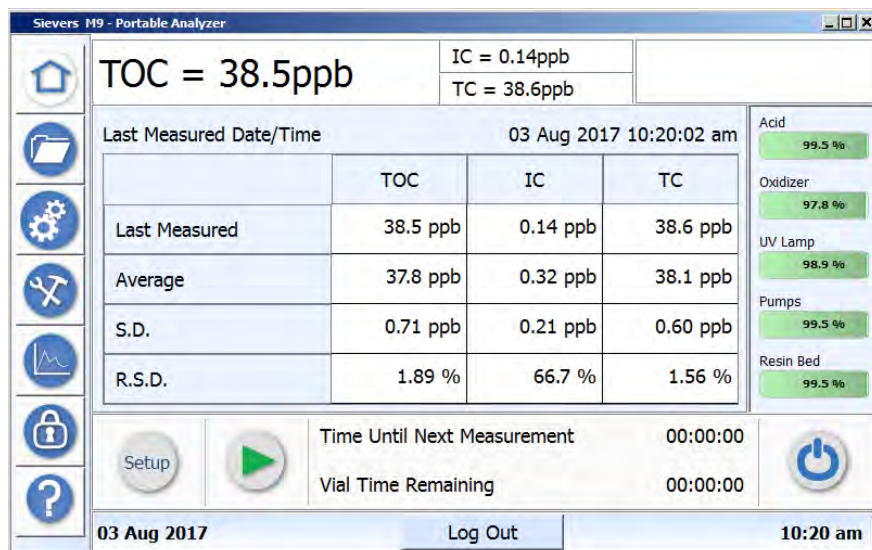 Sievers M9 - Portable Analyzer
TOC = 38.5ppb
IC = 0.14ppb
TC = 38.6ppb
Last Measured Date/Time 03 Aug 2017 10:20:02 am
TOC IC TC
Last Measured 38.5 ppb 0.14 ppb 38.6 ppb
Average 37.8 ppb 0.32 ppb 38.1 ppb
S.D. 0.71 ppb 0.21 ppb 0.60 ppb
R.S.D. 1.89 % 66.7 % 1.56 %
Acid
99.5 %
Oxidizer
97.8 %
UV Lamp
98.9 %
Pumps
99.5 %
Resin Bed
99.5 %
Setup
Time Until Next Measurement 00:00:00
Vial Time Remaining 00:00:00
03 Aug 2017 Log Out 10:20 am